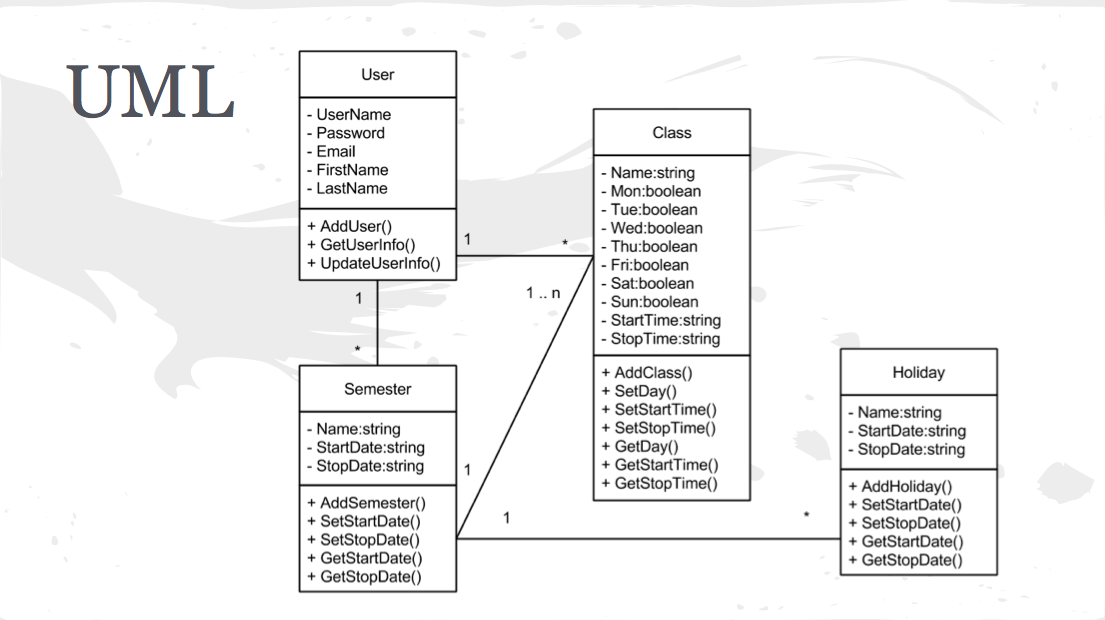 UML
User
- UserName
- Password
- Email
- FirstName
- LastName
+ AddUser()
+ GetUserInfo()
+ UpdateUserInfo()
1
*
1 .. n
1
*
Class
- Name:string
- Mon:boolean
- Tue:boolean
- Wed:boolean
- Thu:boolean
- Fri:boolean
- Sat:boolean
- Sun:boolean
- StartTime:string
- StopTime:string
+ AddClass()
+ SetDay()
+ SetStartTime()
+ SetStopTime()
+ GetDay()
+ GetStartTime()
+ GetStopTime()
Semester
- Name:string
- StartDate:string
- StopDate:string
+ AddSemester()
+ SetStartDate()
+ SetStopDate()
+ GetStartDate()
+ GetStopDate()
1
1
*
Holiday
- Name:string
- StartDate:string
- StopDate:string
+ AddHoliday()
+ SetStartDate()
+ SetStopDate()
+ GetStartDate()
+ GetStopDate()